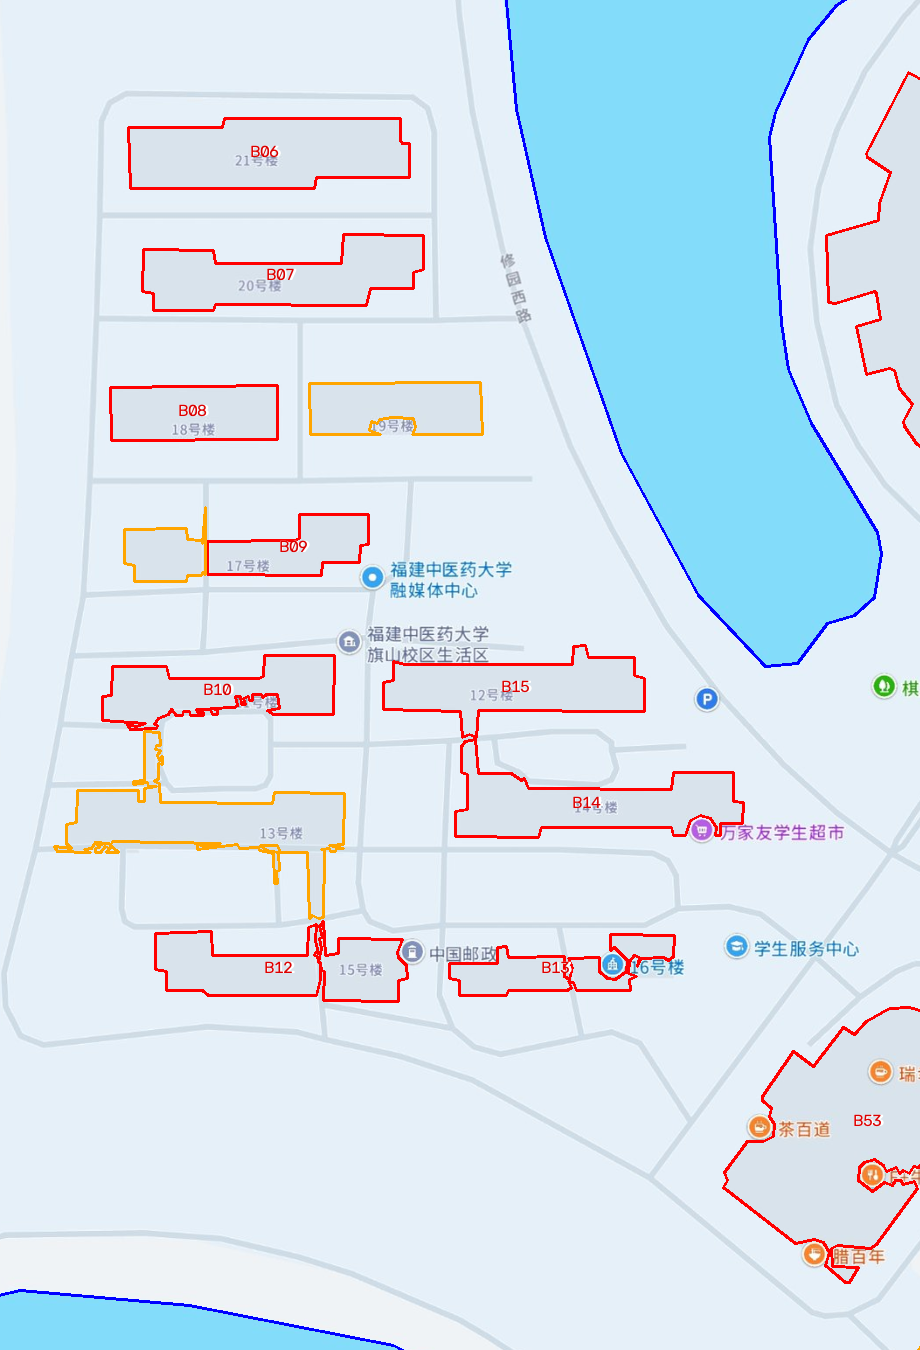 B06
21号楼
B07
20号楼
修园西路
B08
18号楼
9号楼
B09
17号楼
福建中医药大学
融媒体中心
福建中医药大学
旗山校区生活区
B10
号楼
B15
12号楼
P
棋
B14
14号楼
万家友学生超市
13号楼
B12
15号楼
中国邮政
B13
16号楼
学生服务中心
瑞
B53
茶百道
腊百年